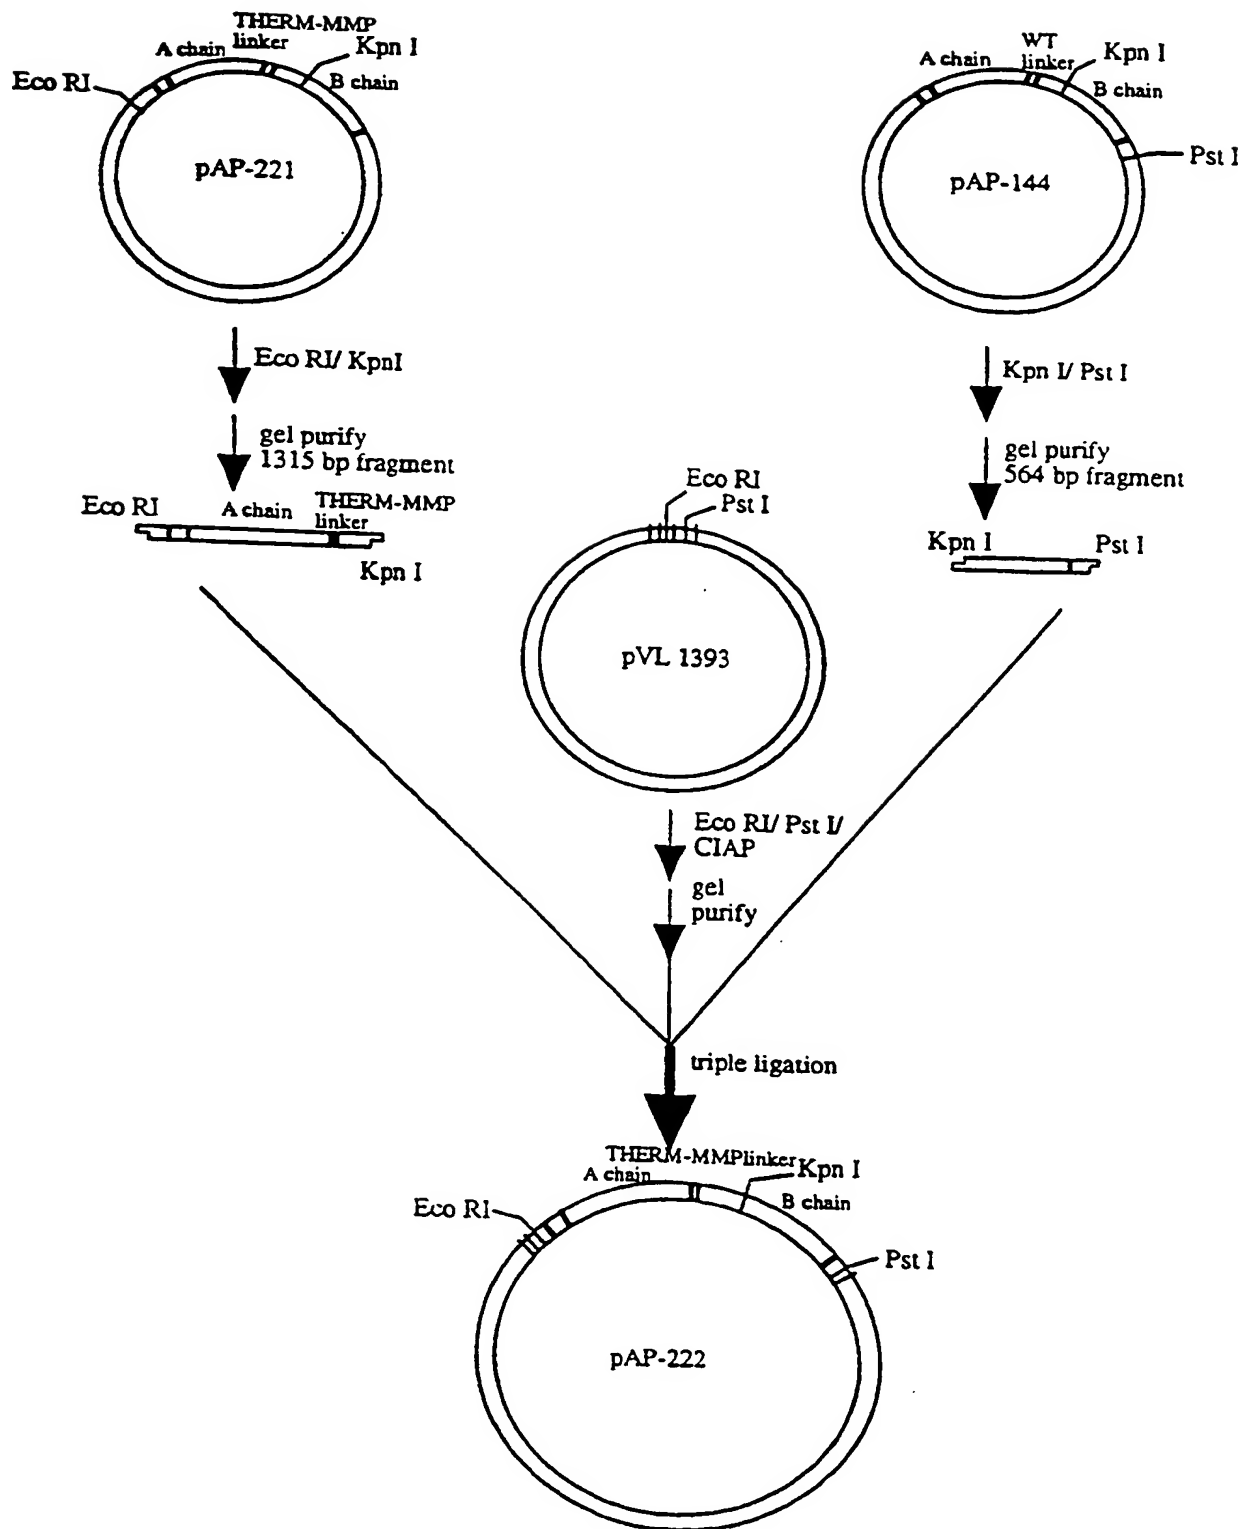 THERM-MMP
linker
A chain
Kpn I
Eco RI
B chain
pAP-221
WT
linker
A chain
Kpn I
B chain
Pst I
pAP-144
Eco RI/ KpnI
gel purify
1315 bp fragment
Eco RI
A chain
THERM-MMP
linker
Kpn I
Kpn I/ Pst I
gel purify
564 bp fragment
Kpn I
Pst I
Eco RI
Pst I
pVL 1393
Eco RI/ Pst I/
CIAP
gel
purify
triple ligation
THERM-MMPlinker
A chain
Kpn I
Eco RI
B chain
Pst I
pAP-222